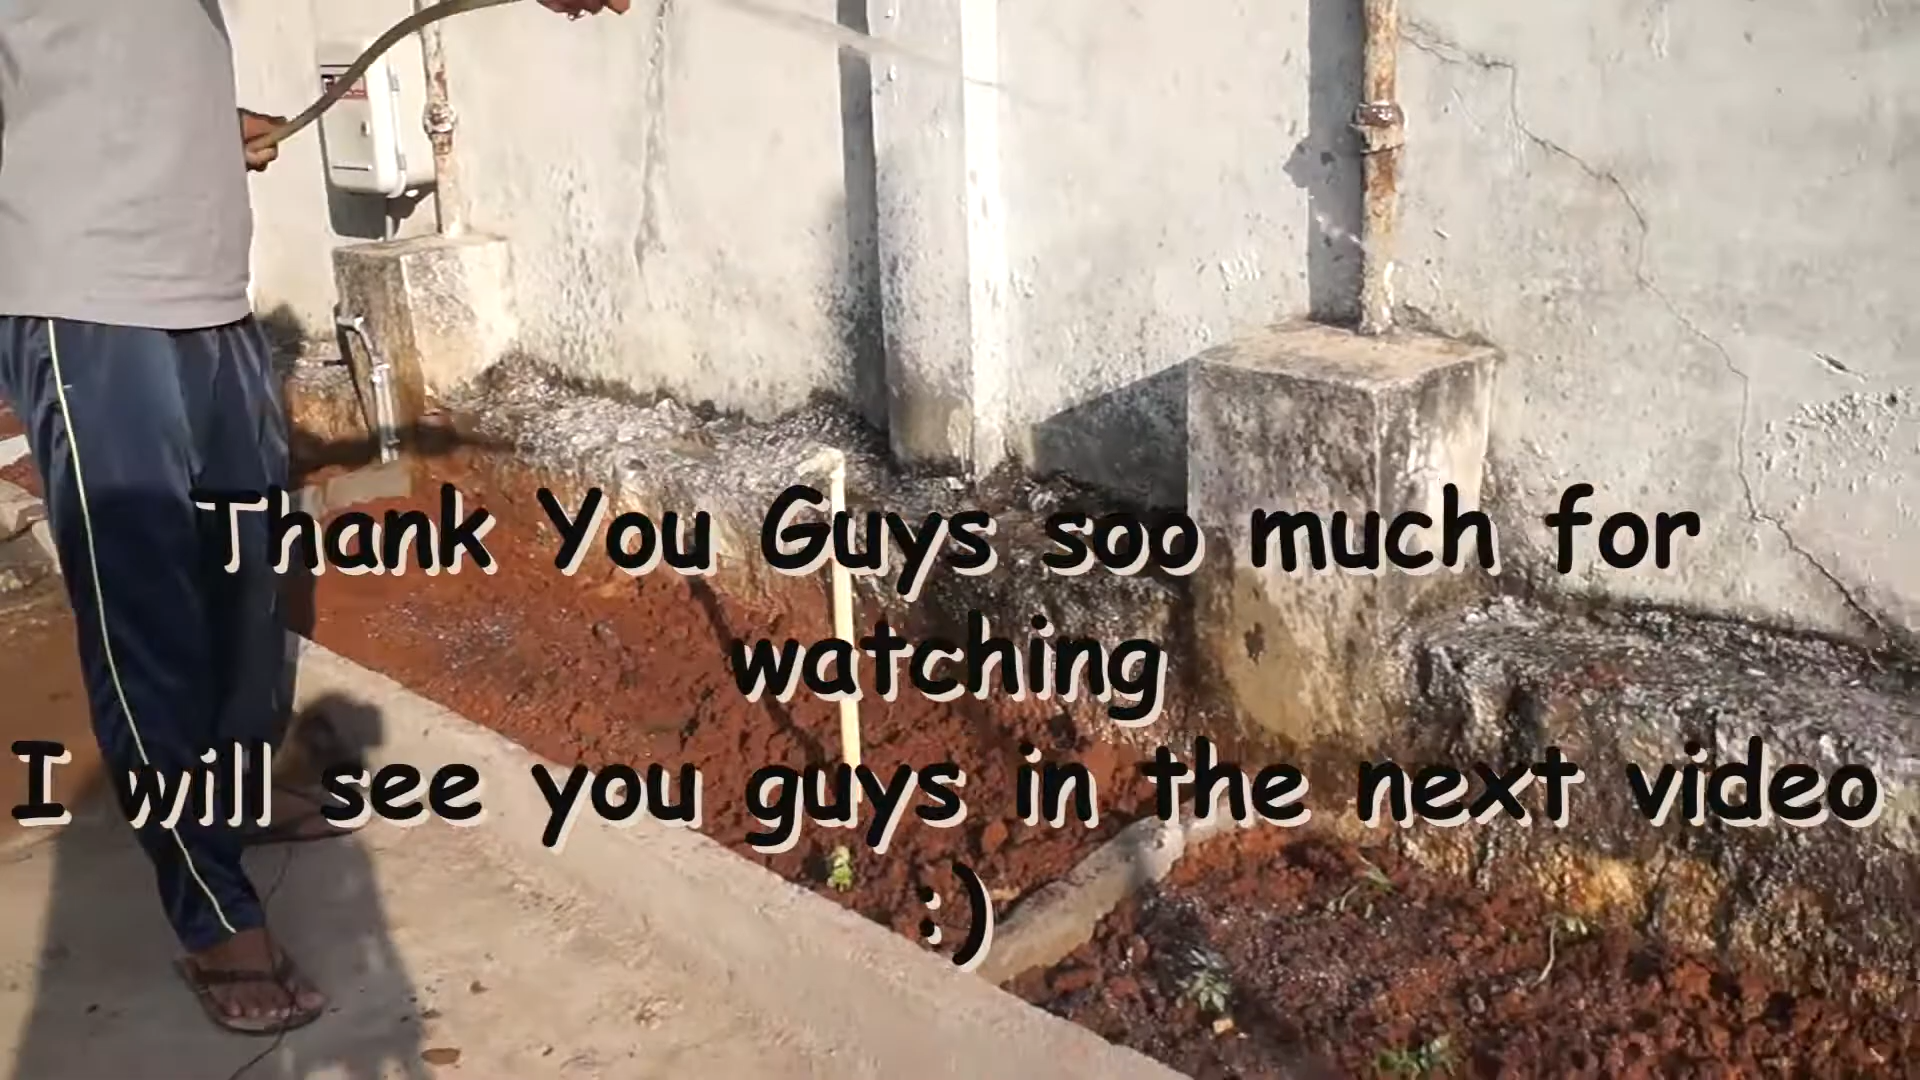 Thank You Guys soo much for
watching
I will see you guys in the next video
:)